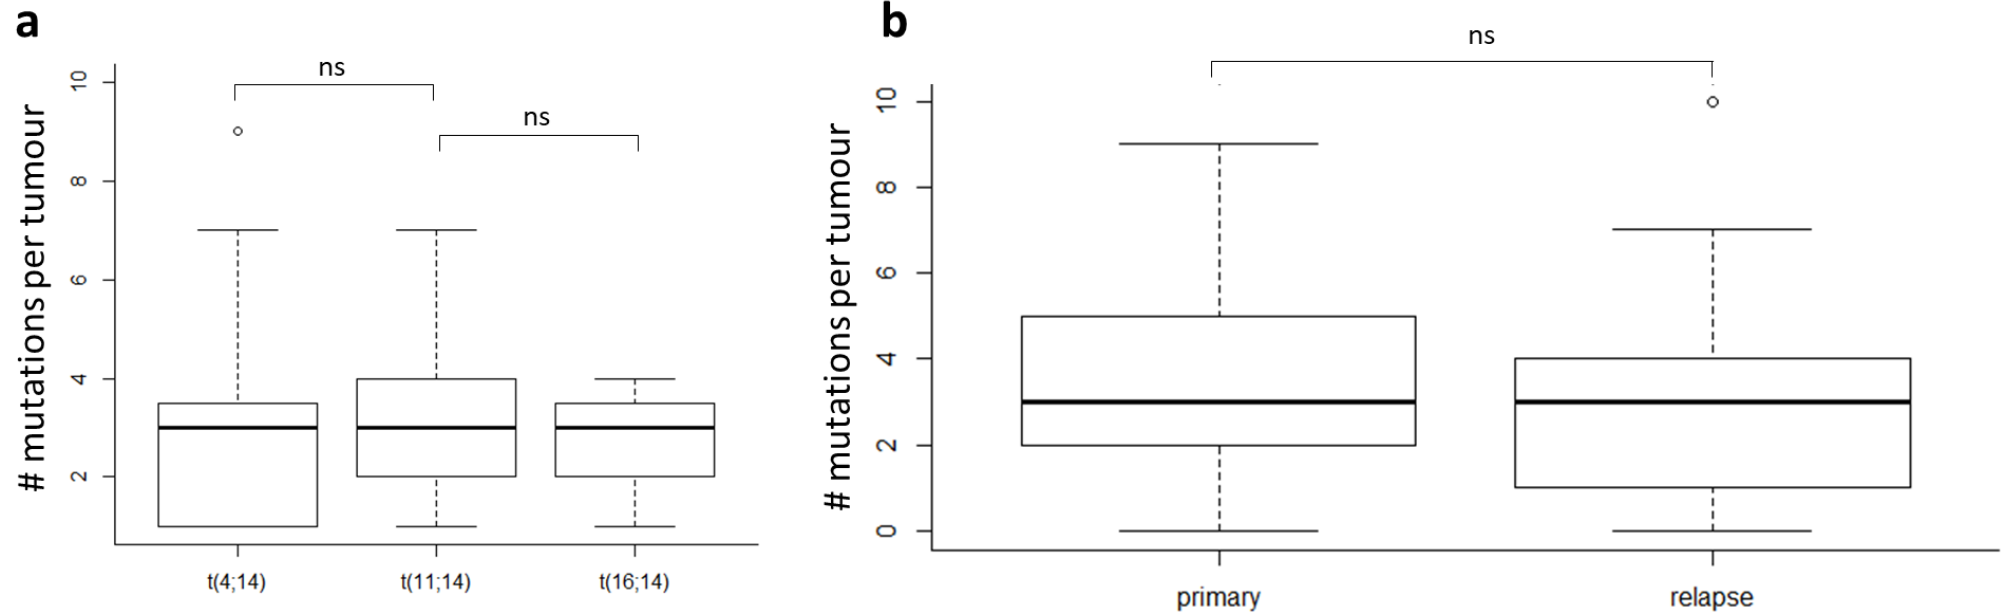 a
ns
ns
# mutations per tumour
10
8
6
4
2
t(4;14) t(11;14) t(16;14)
b
ns
# mutations per tumour
10
8
6
4
2
0
primary relapse